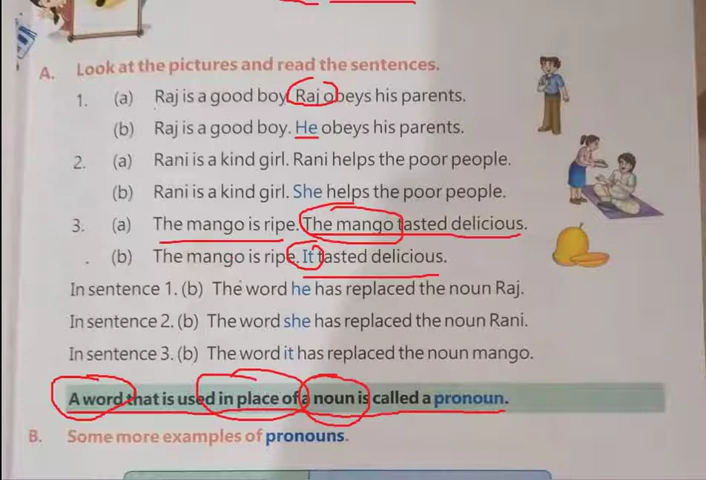 A. Look at the pictures and read the sentences.
1. (a) Raj is a good boy. Raj obeys his parents.
(b) Raj is a good boy. He obeys his parents.
2. (a) Rani is a kind girl. Rani helps the poor people.
(b) Rani is a kind girl. She helps the poor people.
3. (a) The mango is ripe. The mango tasted delicious.
(b) The mango is ripe. It tasted delicious.
In sentence 1. (b) The word he has replaced the noun Raj.
In sentence 2. (b) The word she has replaced the noun Rani.
In sentence 3. (b) The word it has replaced the noun mango.
A word that is used in place of a noun is called a pronoun.
B. Some more examples of pronouns.